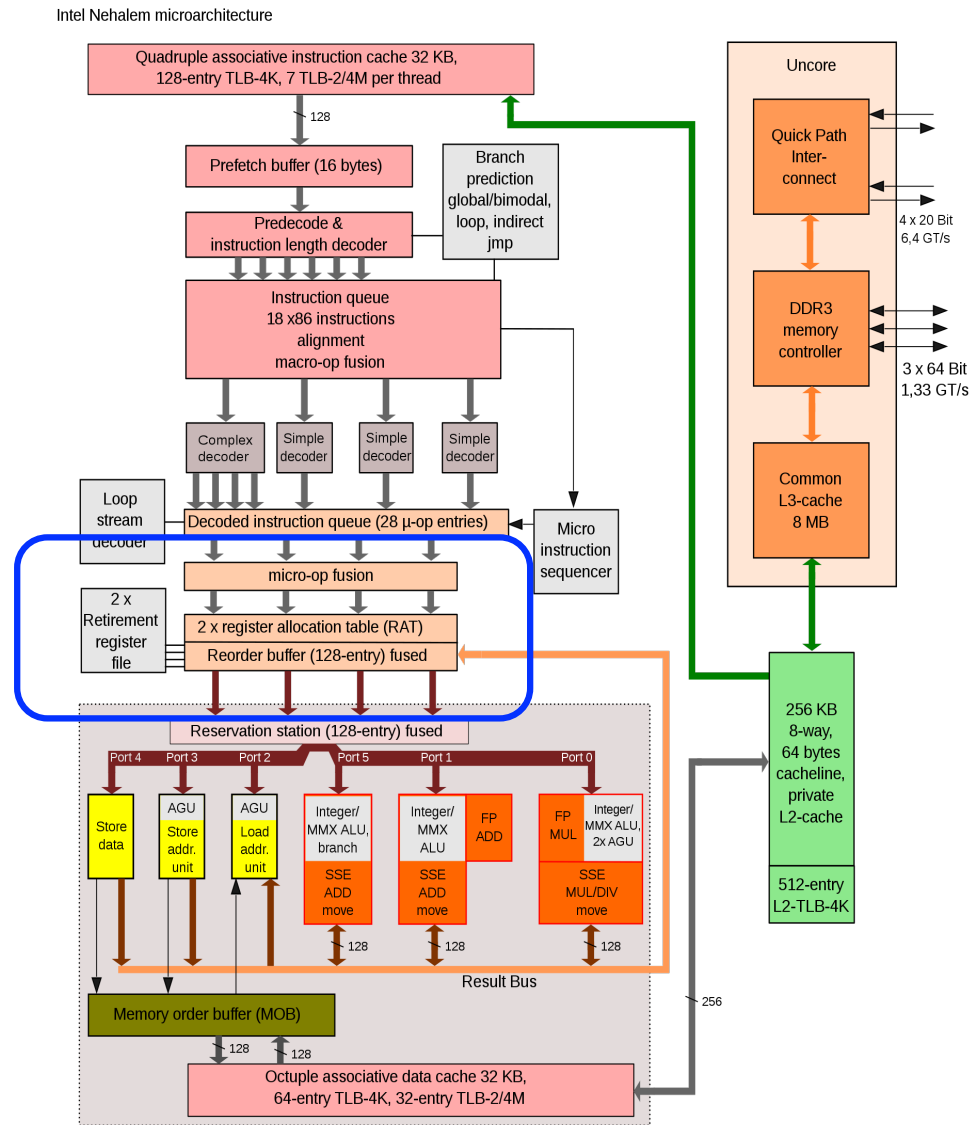 Intel Nehalem microarchitecture
Quadruple associative instruction cache 32 KB,
128-entry TLB-4K, 7 TLB-2/4M per thread
128
Prefetch buffer (16 bytes)
Predecode &
instruction length decoder
Branch
prediction
global/bimodal,
loop, indirect
jmp
Instruction queue
18 x86 instructions
alignment
macro-op fusion
Complex
decoder
Simple
decoder
Simple
decoder
Simple
decoder
Loop
stream
decoder
Decoded instruction queue (28 µ-op entries)
Micro
instruction
sequencer
micro-op fusion
2 x
Retirement
register
file
2 x register allocation table (RAT)
Reorder buffer (128-entry) fused
Reservation station (128-entry) fused
Port 4
Port 3
Port 2
Port 5
Port 1
Port 0
Store
data
AGU
Store
addr.
unit
AGU
Load
addr.
unit
Integer/
MMX ALU,
branch
SSE
ADD
move
Integer/
MMX
ALU
FP
ADD
SSE
ADD
move
FP
MUL
Integer/
MMX ALU,
2x AGU
SSE
MUL/DIV
move
128
128
128
Result Bus
Memory order buffer (MOB)
128
128
Octuple associative data cache 32 KB,
64-entry TLB-4K, 32-entry TLB-2/4M
256
Uncore
Quick Path
Inter-
connect
4 x 20 Bit
6,4 GT/s
DDR3
memory
controller
3 x 64 Bit
1,33 GT/s
Common
L3-cache
8 MB
256 KB
8-way,
64 bytes
cacheline,
private
L2-cache
512-entry
L2-TLB-4K